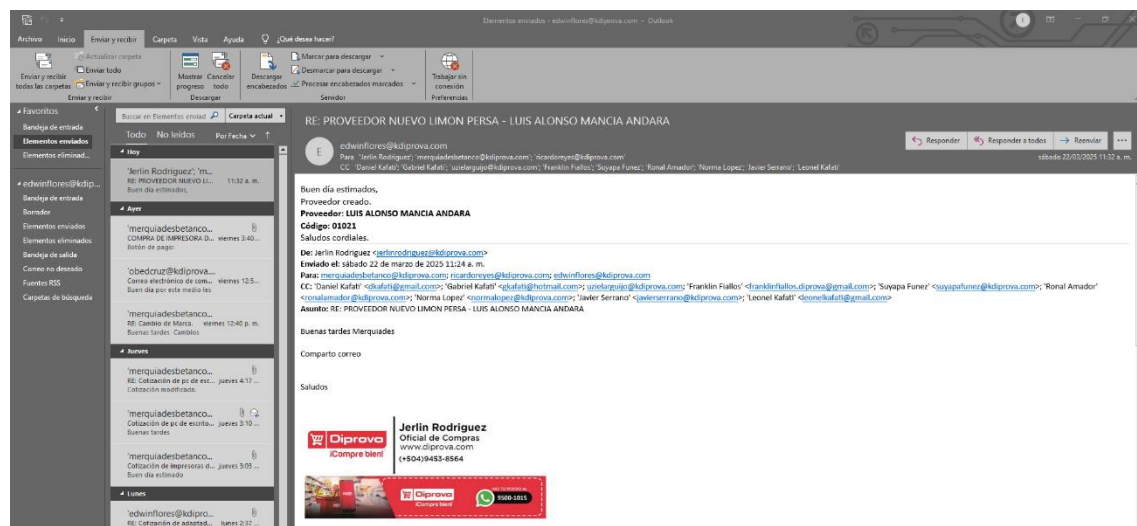 Elementos enviados - edwinflores@kdiprova.com - Outlook
Archivo Inicio Enviar y recibir Carpeta Vista Ayuda ¿Qué desea hacer?
Enviar y recibir todas las carpetas
Actualizar carpeta
Enviar todo
Enviar y recibir grupos
Enviar y recibir
Mostrar progreso
Cancelar todo
Descargar
Descargar encabezados
Marcar para descargar
Desmarcar para descargar
Procesar encabezados marcados
Servidor
Trabajar sin conexión
Preferencias
Favoritos
Bandeja de entrada
Elementos enviados
Elementos eliminad...
edwinflores@kdip...
Bandeja de entrada
Borrador
Elementos enviados
Elementos eliminados
Bandeja de salida
Correo no deseado
Fuentes RSS
Carpetas de búsqueda
Buscar en Elementos enviad Carpeta actual
Todo No leídos Por Fecha
Hoy
'Jerlin Rodriguez'; 'm...
RE: PROVEEDOR NUEVO LI... 11:32 a. m.
Buen día estimados,
Ayer
'merquiadesbetanco...
COMPRA DE IMPRESORA D... viernes 3:40...
Botón de pago:
'obedcruz@kdiprova....
Correo electrónico de com... viernes 12:5...
Buen dia por este medio les
'merquiadesbetanco...
RE: Cambio de Marca. viernes 12:40 p. m.
Buenas tardes Cambios
Jueves
'merquiadesbetanco...
RE: Cotización de pc de esc... jueves 4:17 ...
Cotización modificada.
'merquiadesbetanco...
Cotización de pc de escrito... jueves 3:10 ...
Buenas tardes
'merquiadesbetanco...
Cotización de impresoras d... jueves 3:03 ...
Buen día estimado
Lunes
'edwinflores@kdipro...
RE: Cotización de adaptad... lunes 2:37 ...
RE: PROVEEDOR NUEVO LIMON PERSA - LUIS ALONSO MANCIA ANDARA
E
edwinflores@kdiprova.com
Para 'Jerlin Rodriguez'; 'merquiadesbetanco@kdiprova.com'; 'ricardoreyes@kdiprova.com'
CC 'Daniel Kafati'; 'Gabriel Kafati'; 'uzielarguijo@kdiprova.com'; 'Franklin Fiallos'; 'Suyapa Funez'; 'Ronal Amador'; 'Norma Lopez'; 'Javier Serrano'; 'Leonel Kafati'
Responder Responder a todos Reenviar ...
sábado 22/03/2025 11:32 a. m.
Buen día estimados,
Proveedor creado.
Proveedor: LUIS ALONSO MANCIA ANDARA
Código: 01021
Saludos cordiales.
De: Jerlin Rodriguez <jerlinrodriguez@kdiprova.com>
Enviado el: sábado 22 de marzo de 2025 11:24 a. m.
Para: merquiadesbetanco@kdiprova.com; ricardoreyes@kdiprova.com; edwinflores@kdiprova.com
CC: 'Daniel Kafati' <dkafati@gmail.com>; 'Gabriel Kafati' <gkafati@hotmail.com>; uzielarguijo@kdiprova.com; 'Franklin Fiallos' <franklinfiallos.diprova@gmail.com>; 'Suyapa Funez' <suyapafunez@kdiprova.com>; 'Ronal Amador'
<ronalamador@kdiprova.com>; 'Norma Lopez' <normalopez@kdiprova.com>; 'Javier Serrano' <javierserrano@kdiprova.com>; 'Leonel Kafati' <leonelkafati@gmail.com>
Asunto: RE: PROVEEDOR NUEVO LIMON PERSA - LUIS ALONSO MANCIA ANDARA
Buenas tardes Merquiades
Comparto correo
Saludos
Diprova
¡Compre bien!
Jerlin Rodriguez
Oficial de Compras
www.diprova.com
(+504)9453-8564
Diprova
¡Compre bien!
9500-1015